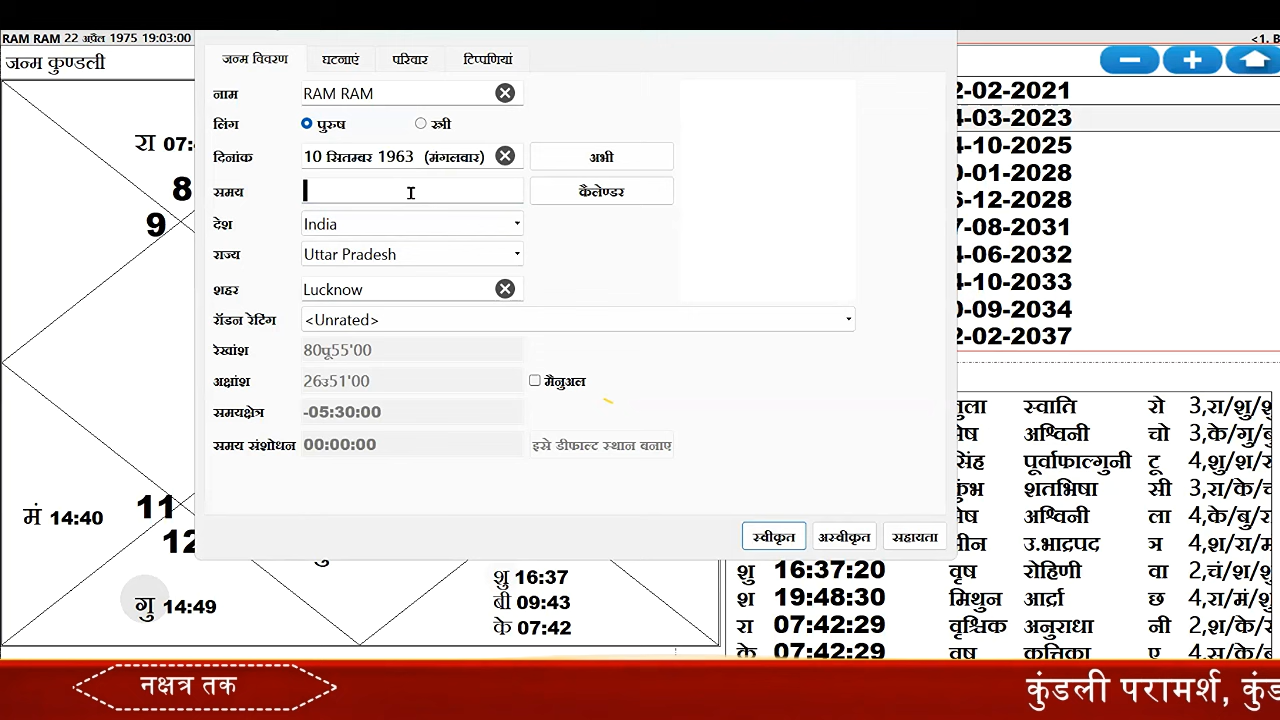 RAM RAM 22 अप्रैल 1975 19:03:00
<1. B
जन्म कुण्डली
8
9
11
मं 14:40
गु 14:49
शु 16:37
बी 09:43
के 07:42
जन्म विवरण घटनाएं परिवार टिप्पणियां
नाम RAM RAM
लिंग पुरुष स्त्री
दिनांक 10 सितम्बर 1963 (मंगलवार) अभी
समय कैलेण्डर
देश India
राज्य Uttar Pradesh
शहर Lucknow
रॉडन रेटिंग <Unrated>
रेखांश 80पू55'00
अक्षांश 26उ51'00 मैनुअल
समयक्षेत्र -05:30:00
समय संशोधन 00:00:00 इसे डीफाल्ट स्थान बनाए
स्वीकृत अस्वीकृत सहायता
-02-2021
-03-2023
-10-2025
-01-2028
-12-2028
-08-2031
-06-2032
-10-2033
-09-2034
-02-2037
स्वाति रो 3,रा/शु/शु
अश्विनी चो 3,के/गु/बु
पूर्वाफाल्गुनी टू 4,शु/श/र
शतभिषा सी 3,रा/के/च
अश्विनी ला 4,के/बु/र
उ.भाद्रपद ञ 4,श/रा/म
शु 16:37:20 वृष रोहिणी वा 2,चं/श/शु
श 19:48:30 मिथुन आर्द्रा छ 4,रा/मं/शु
रा 07:42:29 वृश्चिक अनुराधा नी 2,श/के/र
के 07:42:29 वृष कृत्तिका ए 4,स/के/ब
नक्षत्र तक
कुंडली परामर्श,